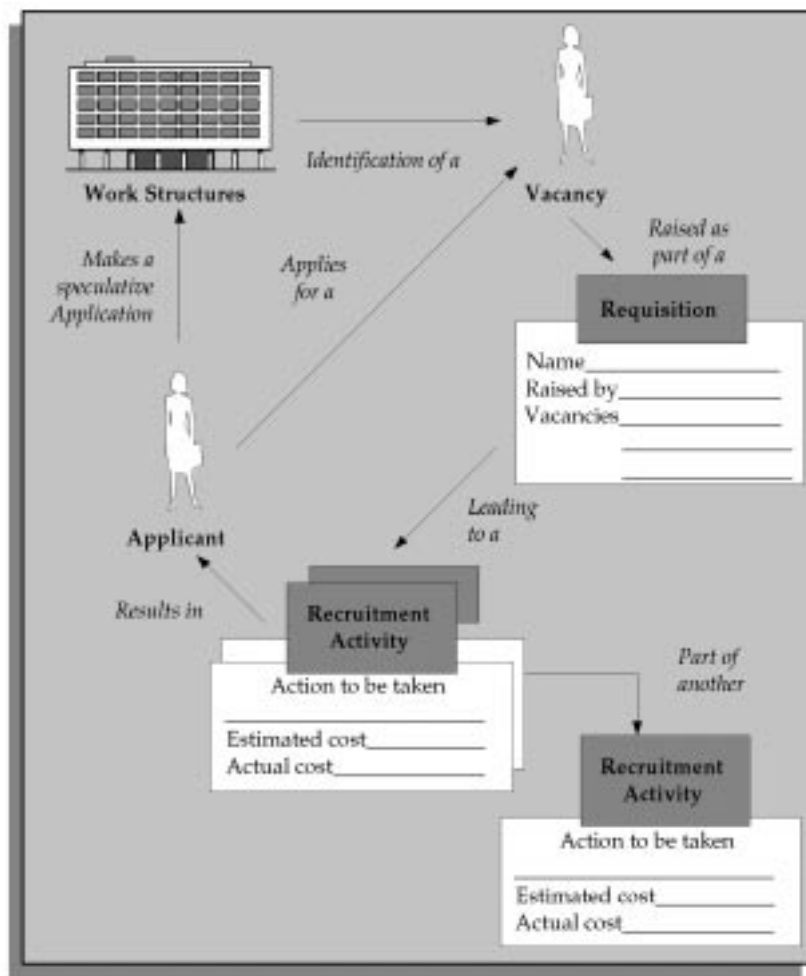 Identification of a
Work Structures
Vacancy
Makes a
speculative
Application
Applies
for a
Raised as
part of a
Requisition
Name
Raised by
Vacancies
Applicant
Leading
to a
Results in
Recruitment
Activity
Action to be taken
Estimated cost
Actual cost
Part of
another
Recruitment
Activity
Action to be taken
Estimated cost
Actual cost